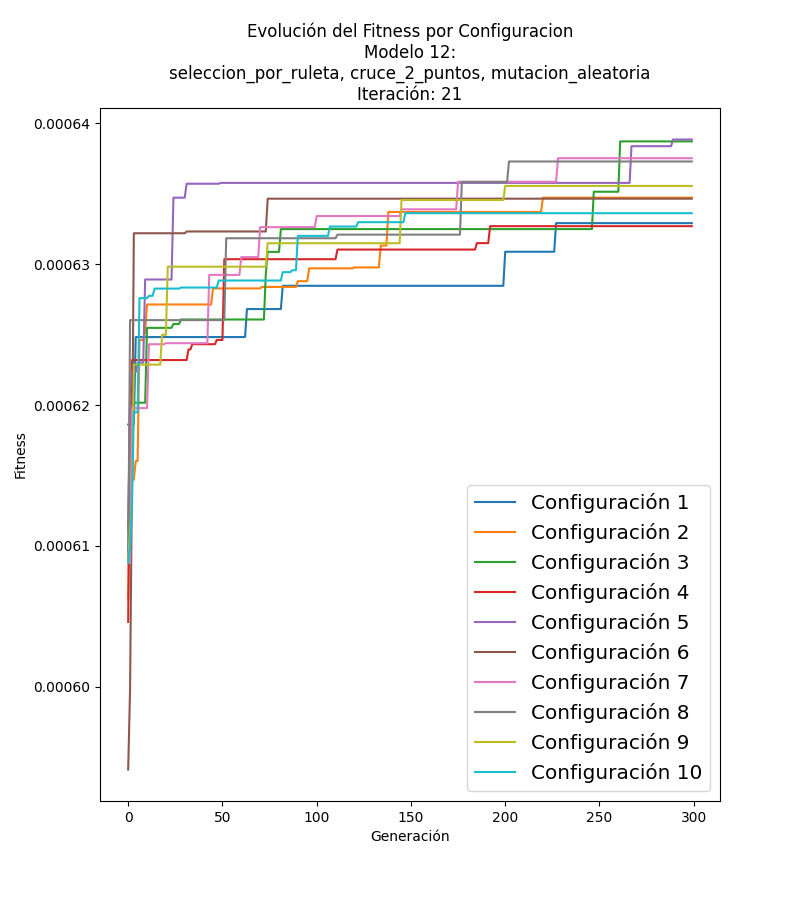 Evolución del Fitness por Configuracion
Modelo 12:
seleccion_por_ruleta, cruce_2_puntos, mutacion_aleatoria
Iteración: 21
0.00064
0.00063
0.00062
0.00061
0.00060
Fitness
0
50
100
150
200
250
300
Generación
Configuración 1
Configuración 2
Configuración 3
Configuración 4
Configuración 5
Configuración 6
Configuración 7
Configuración 8
Configuración 9
Configuración 10